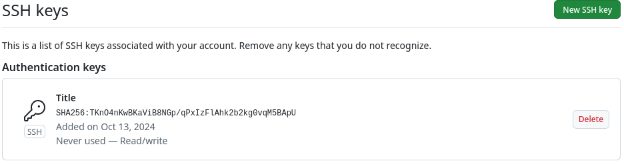 SSH keys
New SSH key
This is a list of SSH keys associated with your account. Remove any keys that you do not recognize.
Authentication keys
Title
SHA256:TKnO4nKwBKaViB8NGp/qPxIzFlAhk2b2kg0vqM5BApU
Added on Oct 13, 2024
Never used — Read/write
SSH
Delete